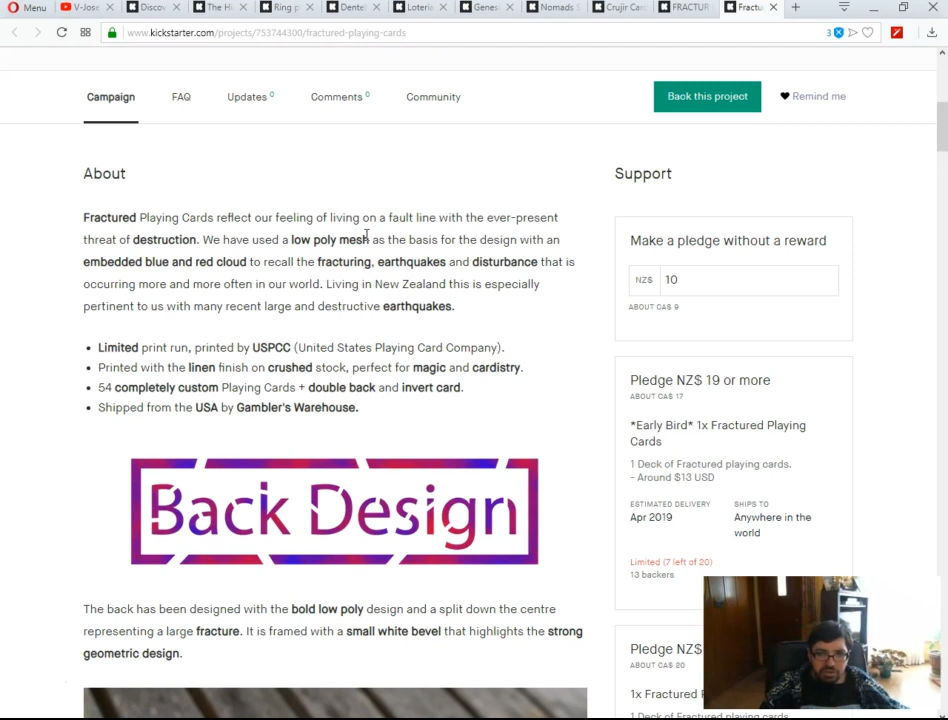 Menu V-Jose Discov The Hi Ring p Dentel Loteria Genesi Nomads S Crujir Car FRACTUR Fractu
www.kickstarter.com/projects/753744300/fractured-playing-cards 3
Campaign FAQ Updates 0 Comments 0 Community Back this project Remind me
About
Fractured Playing Cards reflect our feeling of living on a fault line with the ever-present
threat of destruction. We have used a low poly mesh as the basis for the design with an
embedded blue and red cloud to recall the fracturing, earthquakes and disturbance that is
occurring more and more often in our world. Living in New Zealand this is especially
pertinent to us with many recent large and destructive earthquakes.
• Limited print run, printed by USPCC (United States Playing Card Company).
• Printed with the linen finish on crushed stock, perfect for magic and cardistry.
• 54 completely custom Playing Cards + double back and invert card.
• Shipped from the USA by Gambler's Warehouse.
Back Design
The back has been designed with the bold low poly design and a split down the centre
representing a large fracture. It is framed with a small white bevel that highlights the strong
geometric design.
Support
Make a pledge without a reward
NZ$ 10
ABOUT CA$ 9
Pledge NZ$ 19 or more
ABOUT CA$ 17
*Early Bird* 1x Fractured Playing
Cards
1 Deck of Fractured playing cards.
- Around $13 USD
ESTIMATED DELIVERY SHIPS TO
Apr 2019 Anywhere in the
world
Limited (7 left of 20)
13 backers
Pledge NZ$
ABOUT CA$ 20
1x Fractured
1 Deck of Fractured playing cards